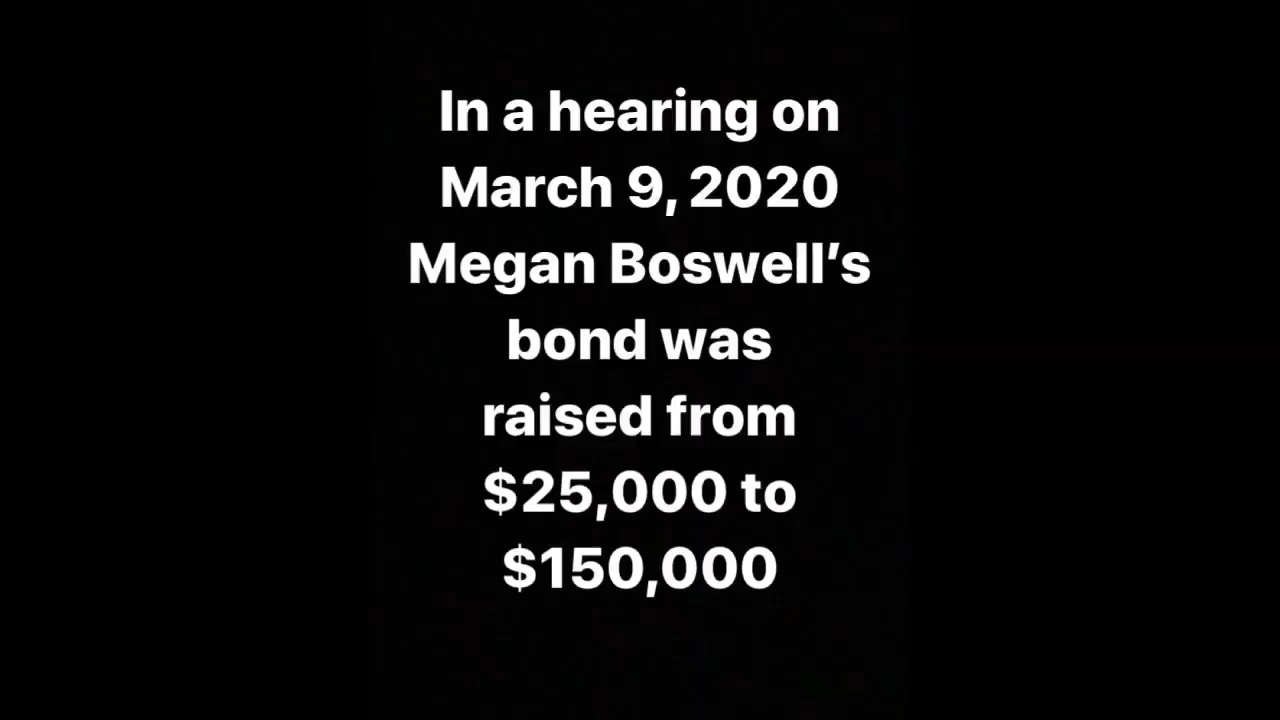 In a hearing on
March 9, 2020
Megan Boswell’s
bond was
raised from
$25,000 to
$150,000